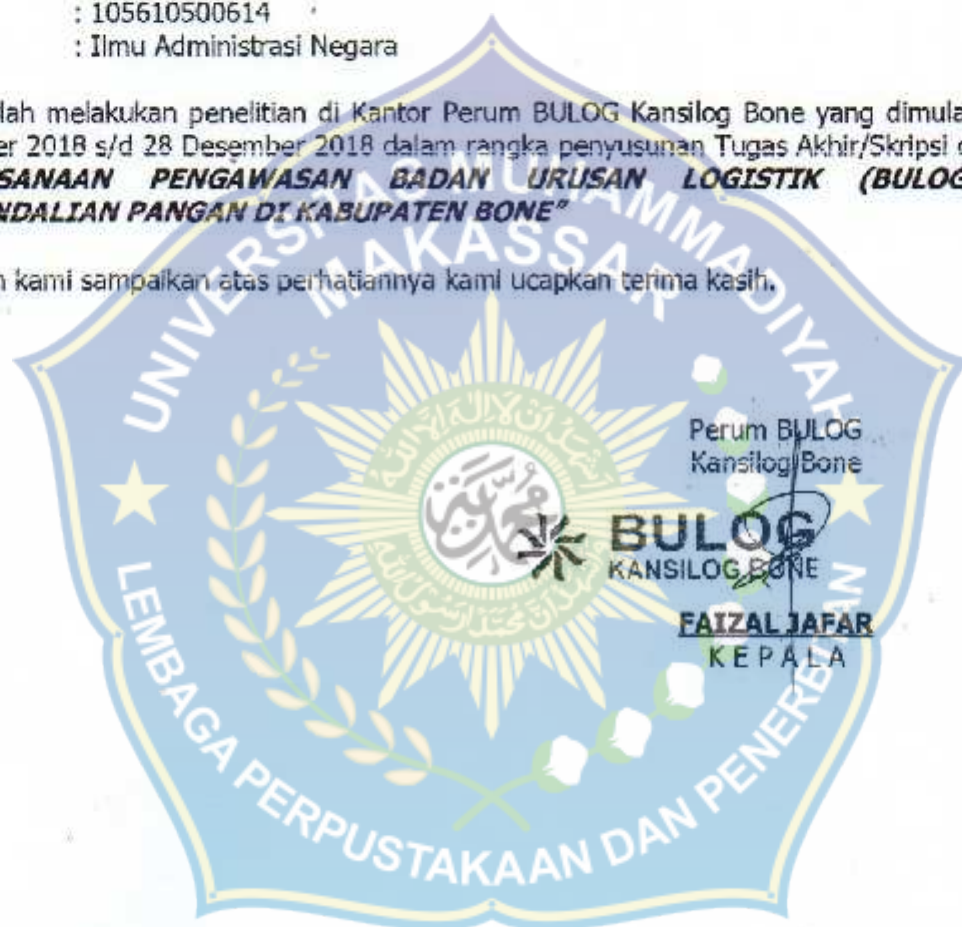 : 105610500614
: Ilmu Administrasi Negara
lah melakukan penelitian di Kantor Perum BULOG Kansilog Bone yang dimula
er 2018 s/d 28 Desember 2018 dalam rangka penyusunan Tugas Akhir/Skripsi
SANAAN PENGAWASAN BADAN URUSAN LOGISTIK (BULOG
NDALIAN PANGAN DI KABUPATEN BONE”
n kami sampaikan atas perhatiannya kami ucapkan terima kasih.
UNIVERSITAS MUHAMMADIYAH
MAKASSAR
Perum BULOG
Kansilog Bone
BULOG
KANSILOG BONE
FAIZAL JAFAR
KEPALA
LEMBAGA PERPUSTAKAAN DAN PENERBITAN